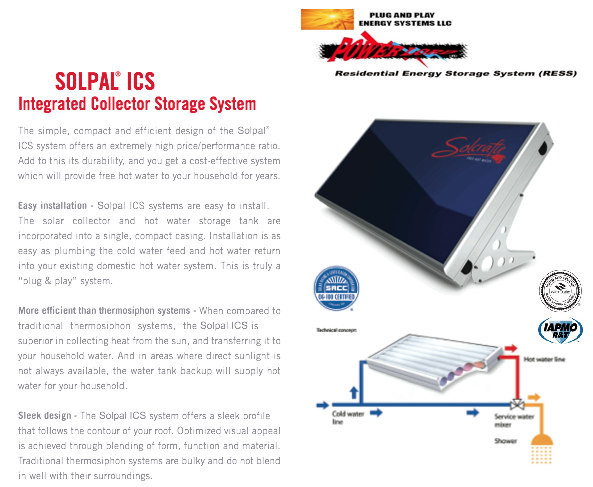 PLUG AND PLAY
ENERGY SYSTEMS LLC
POWER
Residential Energy Storage System (RESS)
SOLPAL® ICS
Integrated Collector Storage System
The simple, compact and efficient design of the Solpal®
ICS system offers an extremely high price/performance ratio.
Add to this its durability, and you get a cost-effective system
which will provide free hot water to your household for years.
Easy installation - Solpal ICS systems are easy to install.
The solar collector and hot water storage tank are
incorporated into a single, compact casing. Installation is as
easy as plumbing the cold water feed and hot water return
into your existing domestic hot water system. This is truly a
"plug & play" system.
More efficient than thermosiphon systems - When compared to
traditional thermosiphon systems, the Solpal ICS is
superior in collecting heat from the sun, and transferring it to
your household water. And in areas where direct sunlight is
not always available, the water tank backup will supply hot
water for your household.
Sleek design - The Solpal ICS system offers a sleek profile
that follows the contour of your roof. Optimized visual appeal
is achieved through blending of form, function and material.
Traditional thermosiphon systems are bulky and do not blend
in well with their surroundings.
Solcrafte
SRCC
OG-100 CERTIFIED
IAPMO
R&T
Technical concept:
Hot water line
Cold water
line
Service water
mixer
Shower